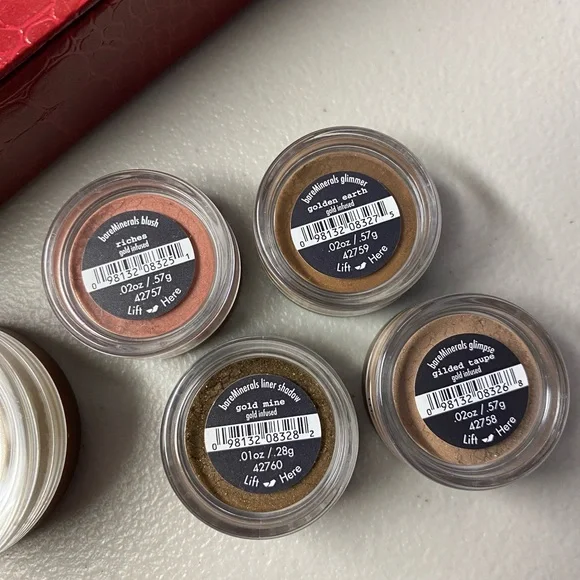 bareMinerals blush
riches
gold infused
0 98132 08325 1
.02oz / .57g
42757
Lift Here
bareMinerals glimmer
golden earth
gold infused
0 98132 08327 5
.02oz / .57g
42759
Lift Here
bareMinerals liner shadow
gold mine
gold infused
0 98132 08328 2
.01oz / .28g
42760
Lift Here
bareMinerals glimpse
gilded taupe
gold infused
0 98132 08326 8
.02oz / .57g
42758
Lift Here